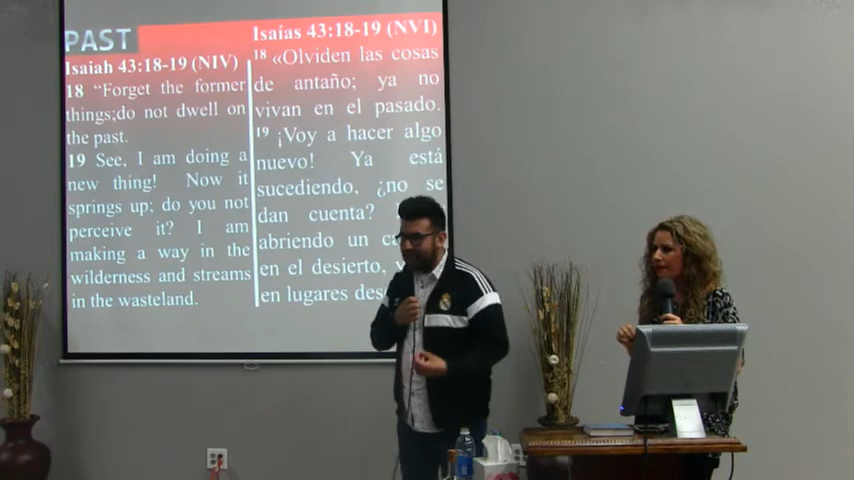 PAST
Isaiah 43:18-19 (NIV)
18 “Forget the former
things;do not dwell on
the past.
19 See, I am doing a
new thing! Now it
springs up; do you not
perceive it? I am
making a way in the
wilderness and streams
in the wasteland.
Isaías 43:18-19 (NVI)
18 «Olviden las cosas
de antaño; ya no
vivan en el pasado.
19 ¡Voy a hacer algo
nuevo! Ya está
sucediendo, ¿no se
dan cuenta?
abriendo un
en el desierto,
en lugares